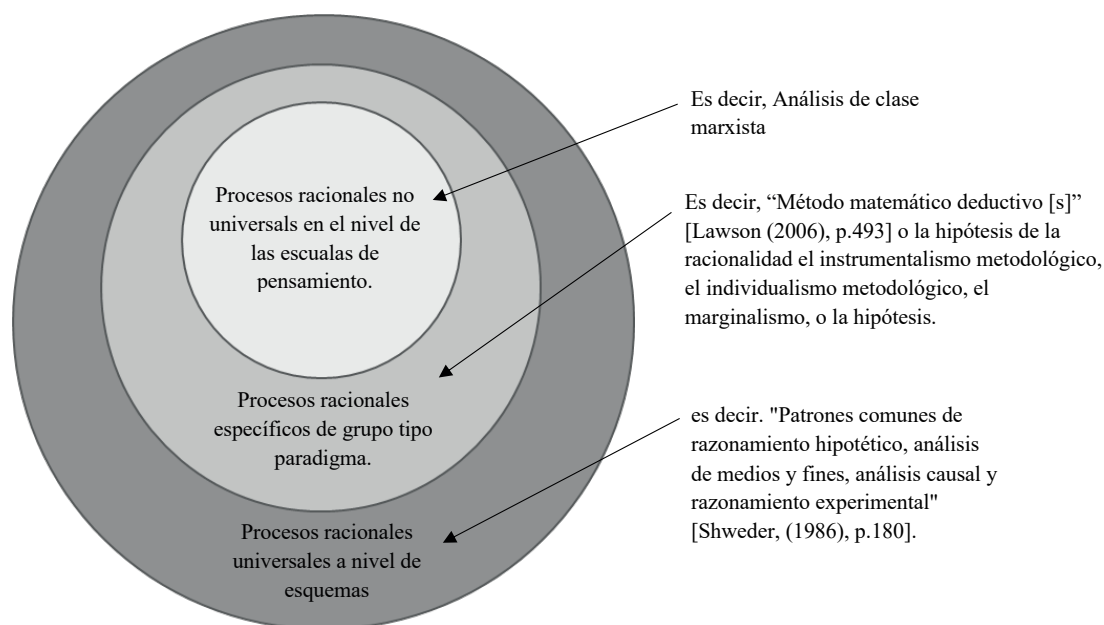 Es decir, Análisis de clase
marxista
Procesos racionales no
universals en el nivel de
las escualas de
pensamiento.
Es decir, “Método matemático deductivo [s]”
[Lawson (2006), p.493] o la hipótesis de la
racionalidad el instrumentalismo metodológico,
el individualismo metodológico, el
marginalismo, o la hipótesis.
Procesos racionales
específicos de grupo tipo
paradigma.
es decir. "Patrones comunes de
razonamiento hipotético, análisis
de medios y fines, análisis causal y
razonamiento experimental"
[Shweder, (1986), p.180].
Procesos racionales
universales a nivel de
esquemas